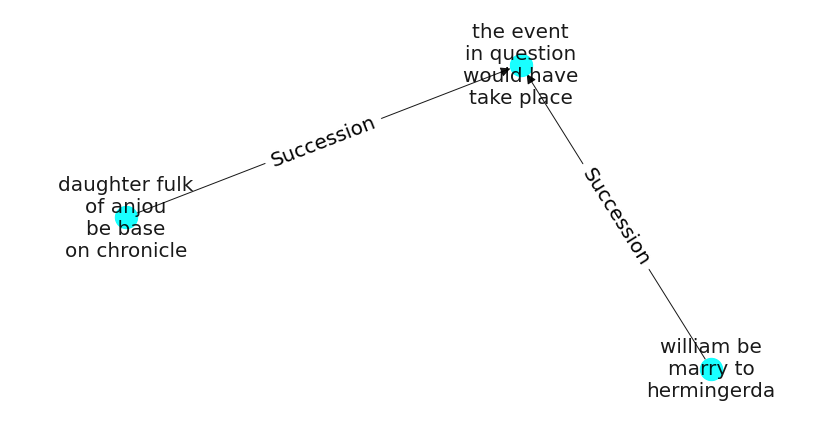 the event
in question
would have
take place
Succession
daughter fulk
of anjou
be base
on chronicle
Succession
william be
marry to
hermingerda